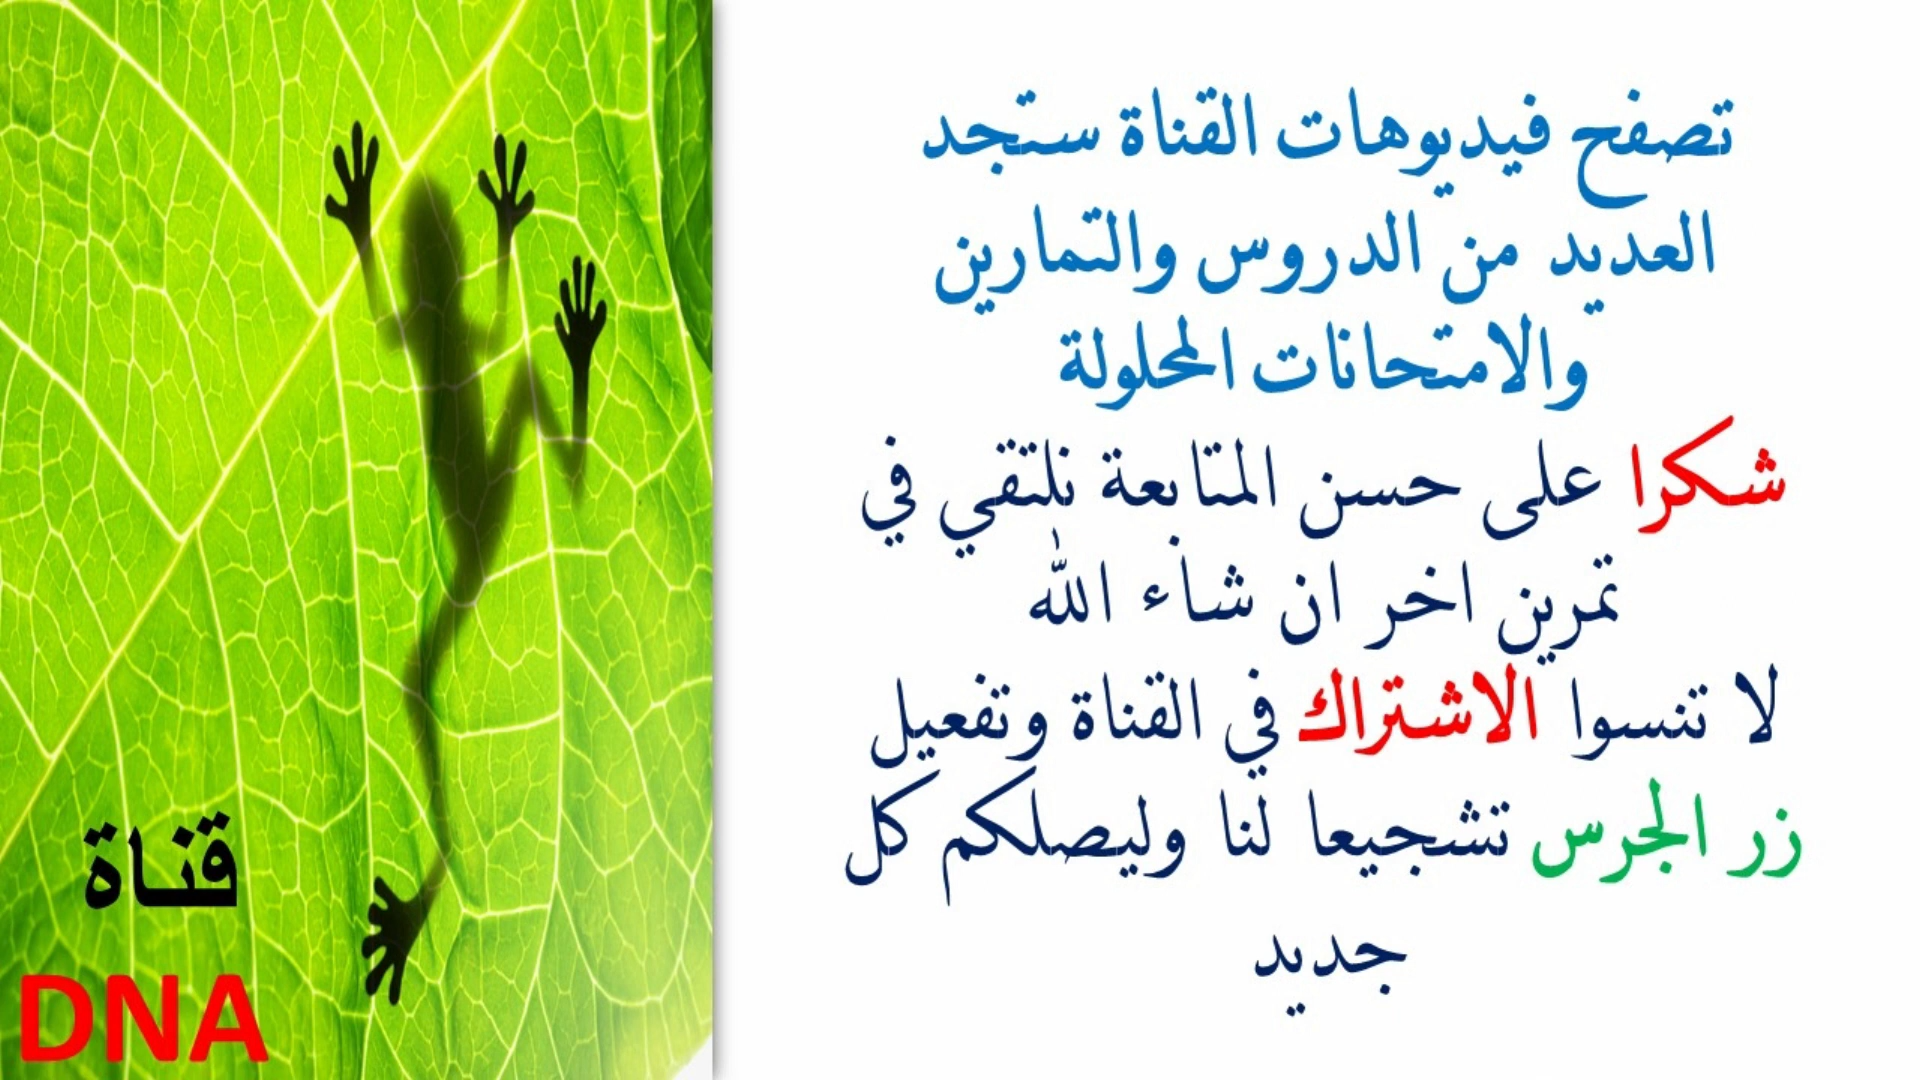 تصفح فيديوهات القناة ستجد
العديد من الدروس والتمارين
والامتحانات المحلولة
شكرا على حسن المتابعة نلتقي في
تمرين اخر ان شاء الله
لا تنسوا الاشتراك في القناة وتفعيل
زر الجرس تشجيعا لنا وليصلكم كل
جديد
قناة
DNA